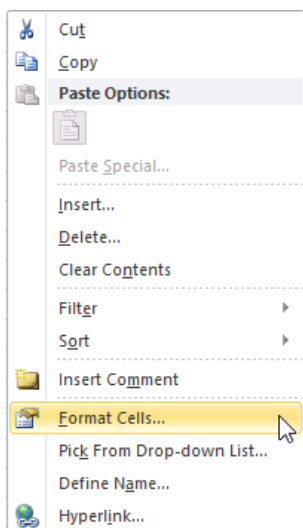 Cut
Copy
Paste Options:
Paste Special...
Insert...
Delete...
Clear Contents
Filter
Sort
Insert Comment
Format Cells...
Pick From Drop-down List...
Define Name...
Hyperlink...